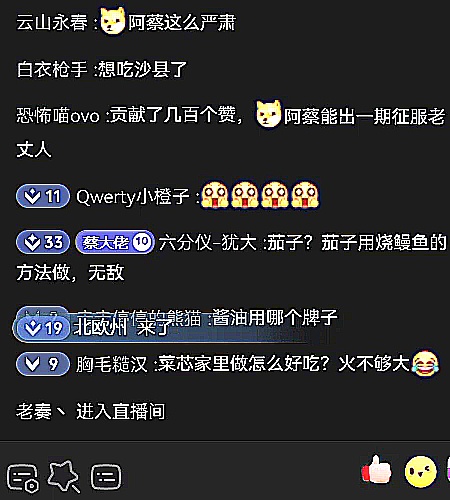 云山永春 :阿蔡这么严肃
白衣枪手 :想吃沙县了
恐怖喵ovo :贡献了几百个赞，阿蔡能出一期征服老
丈人
11 Qwerty小橙子 :
33 蔡大佬 10 六分仪-犹大 :茄子？茄子用烧鳗鱼的
方法做，无敌
的熊猫 :酱油用哪个牌子
19 北欧州 来了
9 胸毛糙汉 :菜芯家里做怎么好吃？火不够大
老秦丶 进入直播间